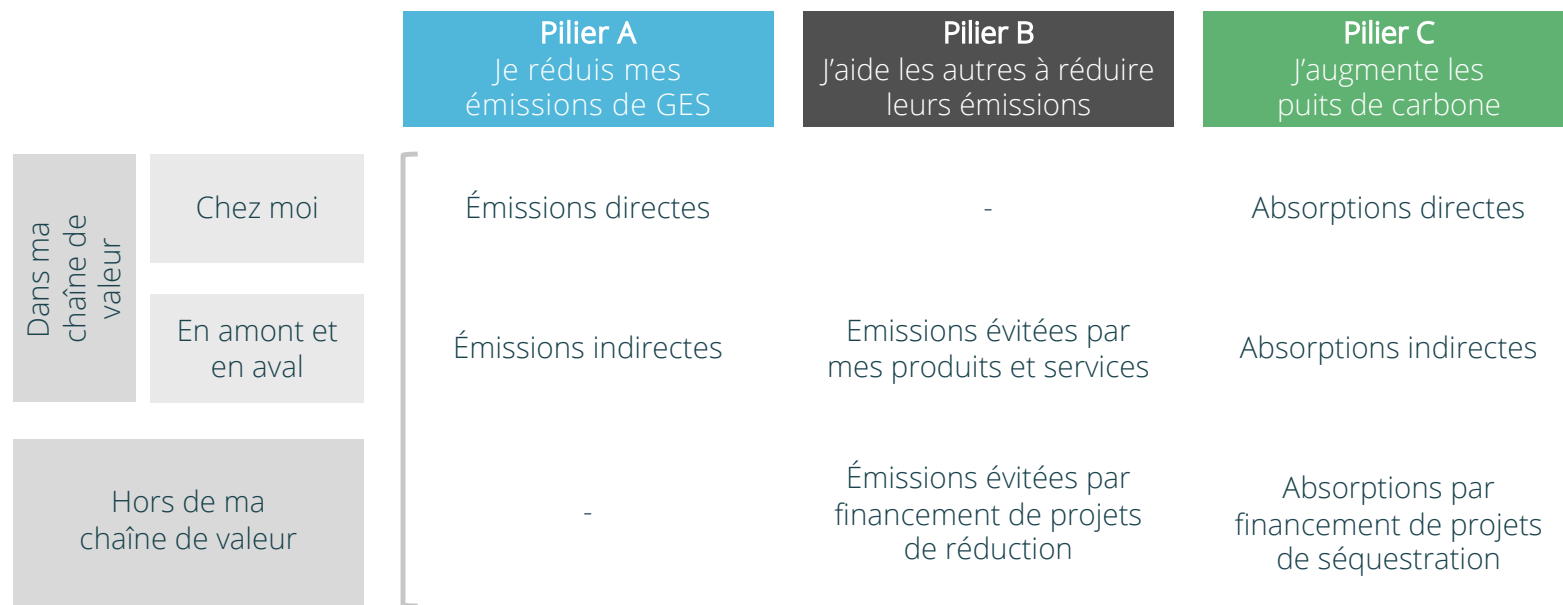 Pilier A
Je réduis mes
émissions de GES
Pilier B
J'aide les autres à réduire
leurs émissions
Pilier C
J'augmente les
puits de carbone
Dans ma
chaîne de
valeur
Chez moi
Émissions directes
-
Absorptions directes
En amont et
en aval
Émissions indirectes
Emissions évitées par
mes produits et services
Absorptions indirectes
Hors de ma
chaîne de valeur
-
Émissions évitées par
financement de projets
de réduction
Absorptions par
financement de projets
de séquestration